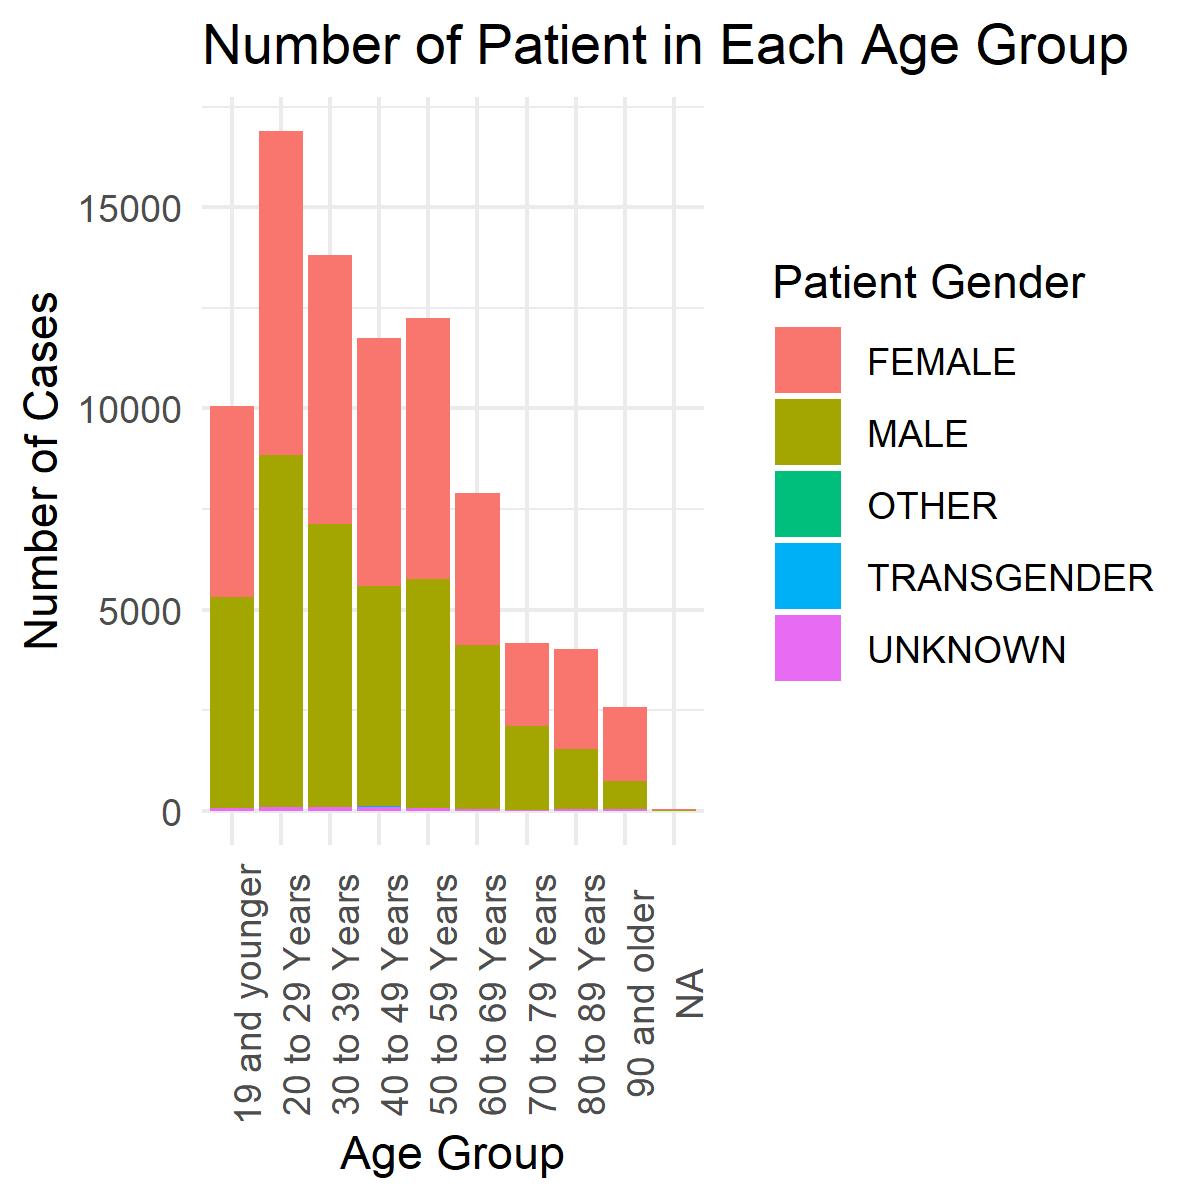 Number of Patient in Each Age Group
Number of Cases
15000
10000
5000
0
19 and younger
20 to 29 Years
30 to 39 Years
40 to 49 Years
50 to 59 Years
60 to 69 Years
70 to 79 Years
80 to 89 Years
90 and older
NA
Age Group
Patient Gender
FEMALE
MALE
OTHER
TRANSGENDER
UNKNOWN